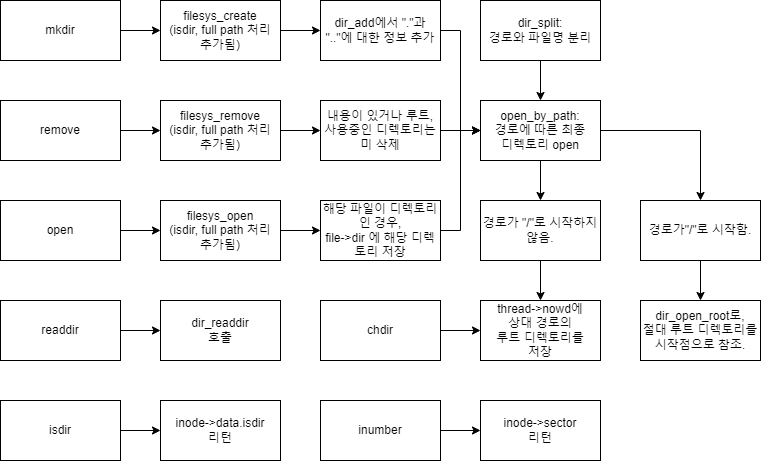 mkdir
filesys_create
(isdir, full path 처리
추가됨)
dir_add에서 "."과
".."에 대한 정보 추가
dir_split:
경로와 파일명 분리
remove
filesys_remove
(isdir, full path 처리
추가됨)
내용이 있거나 루트,
사용중인 디렉토리는
미 삭제
open_by_path:
경로에 따른 최종
디렉토리 open
open
filesys_open
(isdir, full path 처리
추가됨)
해당 파일이 디렉토리
인 경우,
file->dir 에 해당 디렉
토리 저장
경로가 "/"로 시작하지
않음.
경로가"/"로 시작함.
readdir
dir_readdir
호출
chdir
thread->nowd에
상대 경로의
루트 디렉토리를
저장
dir_open_root로,
절대 루트 디렉토리를
시작점으로 참조.
isdir
inode->data.isdir
리턴
inumber
inode->sector
리턴